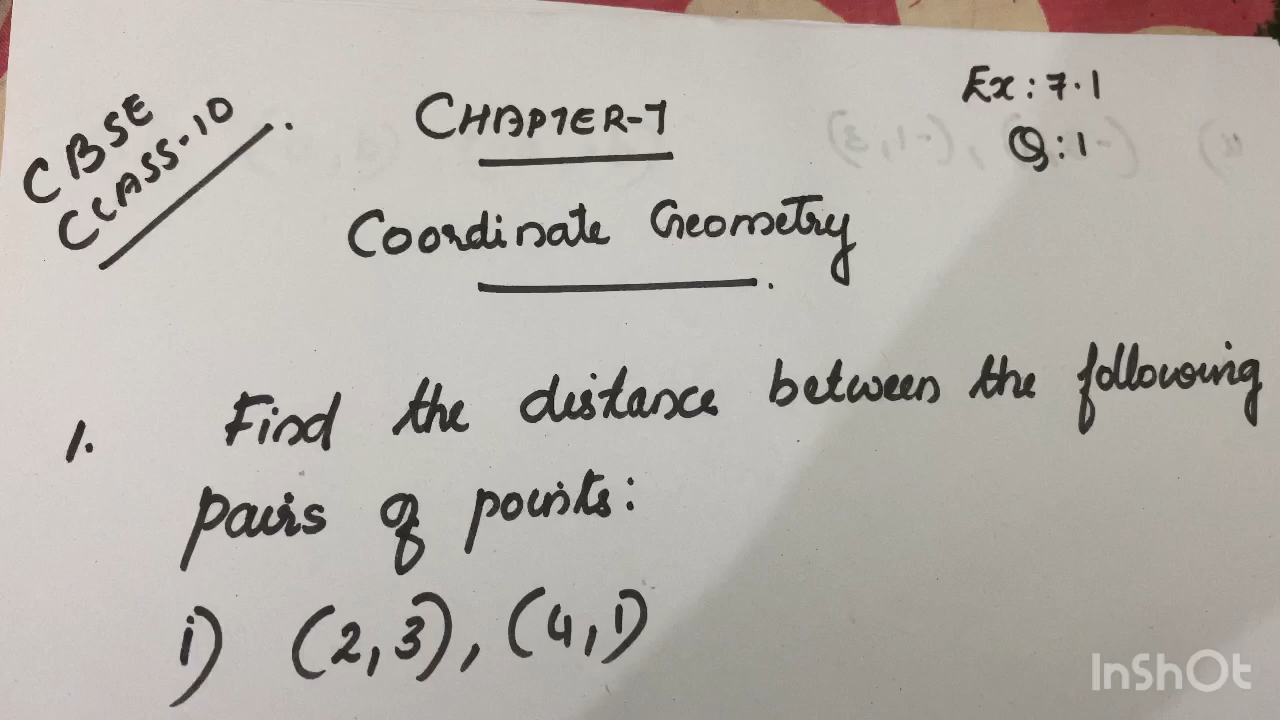 CBSE
CLASS-10.
CHAPTER-7
Ex: 7.1
Q:1
Coordinate Geometry
1. Find the distance between the following
pairs of points:
i) (2,3), (4,1)
InShOt